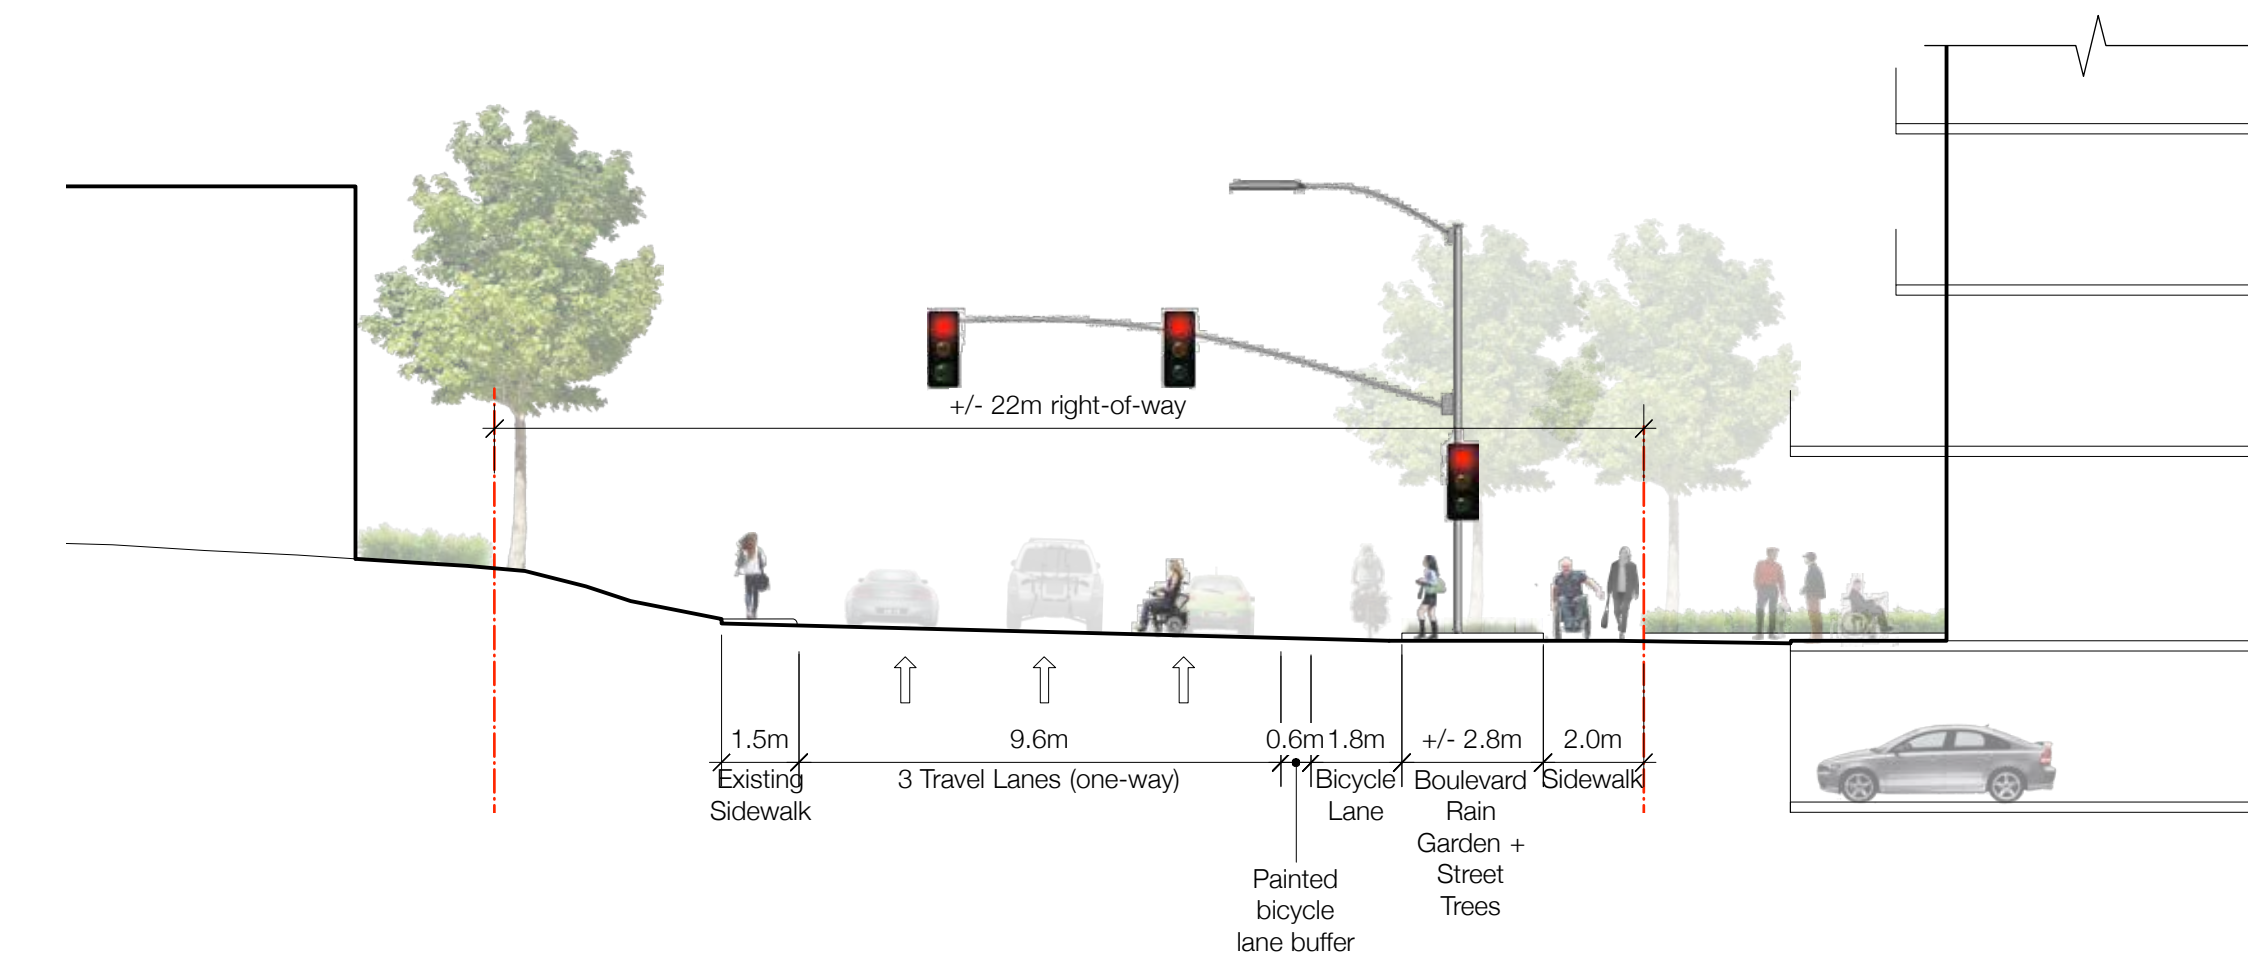 +/- 22m right-of-way
1.5m
9.6m
0.6m
1.8m
+/- 2.8m
2.0m
Existing
Sidewalk
3 Travel Lanes (one-way)
Bicycle
Lane
Boulevard
Rain
Garden +
Street
Trees
Sidewalk
Painted
bicycle
lane buffer